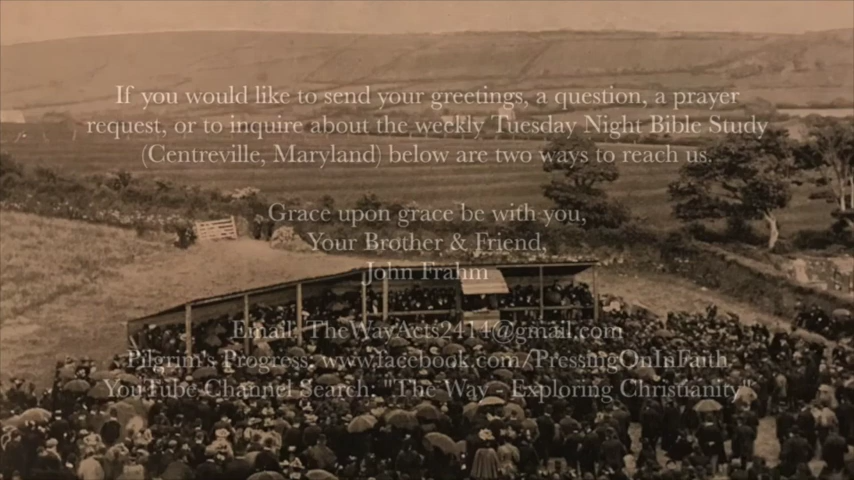 If you would like to send your greetings, a question, a prayer
request, or to inquire about the weekly Tuesday Night Bible Study
(Centreville, Maryland) below are two ways to reach us.
Grace upon grace be with you,
Your Brother & Friend,
John Frahm
Email: TheWayActs2414@gmail.com
Pilgrim's Progress: www.facebook.com/PressingOnInFaith
YouTube Channel Search: "The Way - Exploring Christianity"